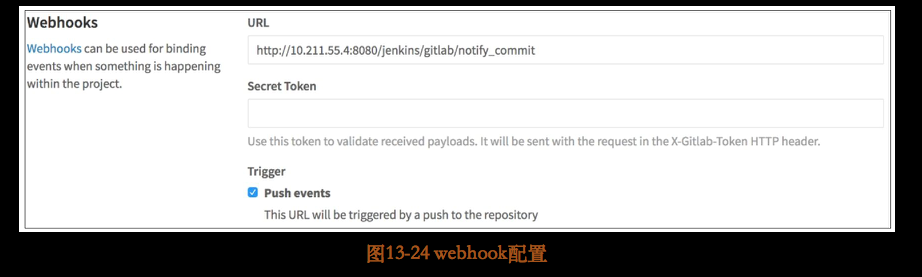 Webhooks
Webhooks can be used for binding
events when something is happening
within the project.
URL
http://10.211.55.4:8080/jenkins/gitlab/notify_commit
Secret Token
Use this token to validate received payloads. It will be sent with the request in the X-Gitlab-Token HTTP header.
Trigger
Push events
This URL will be triggered by a push to the repository
图13-24 webhook配置